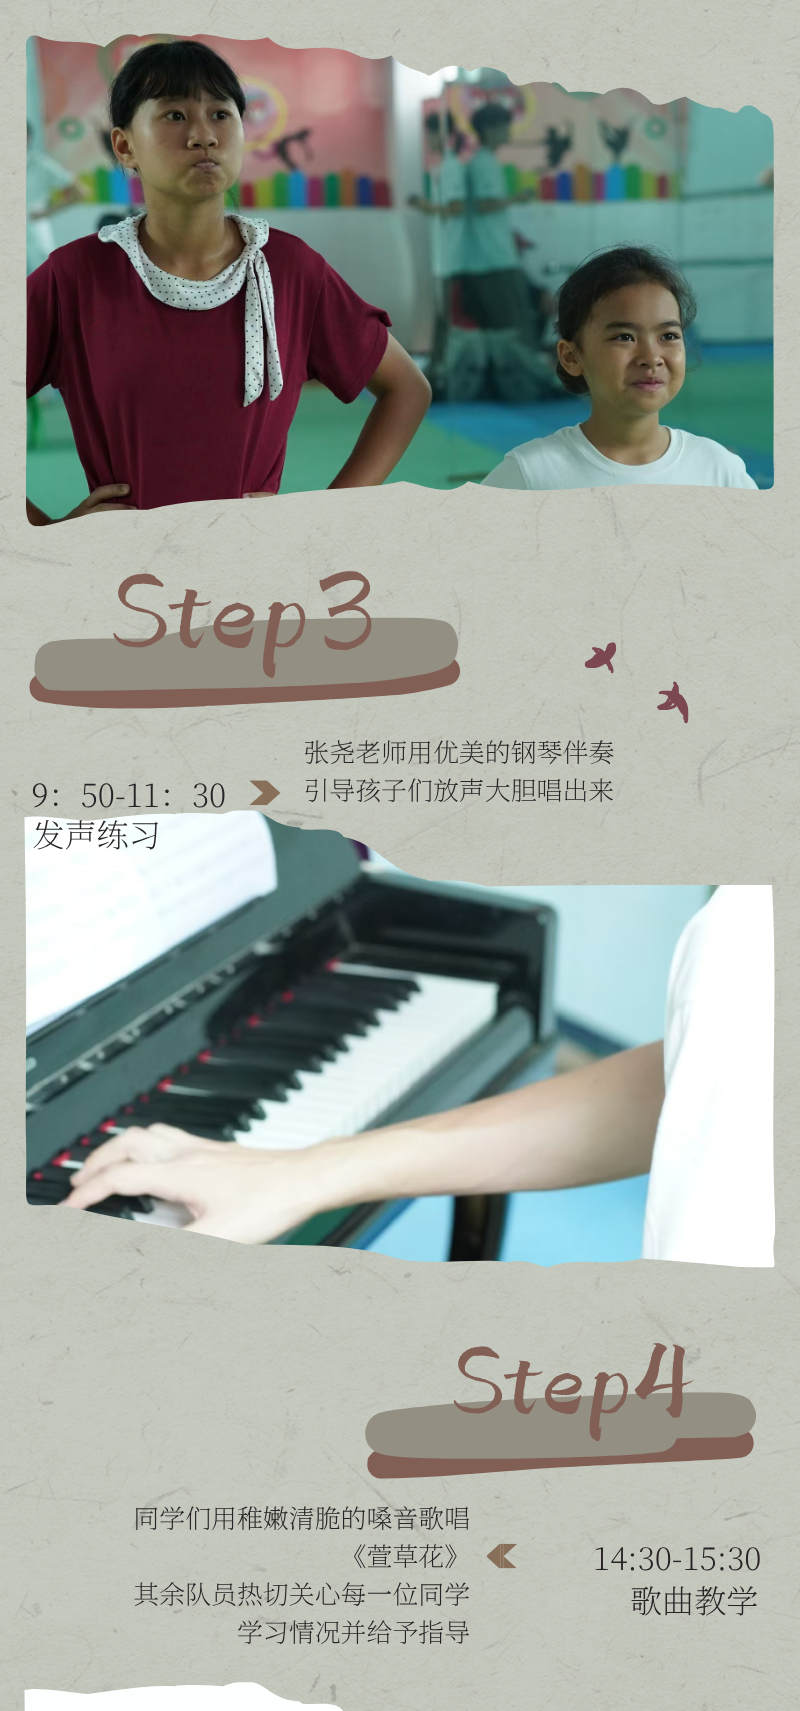 Step3
张尧老师用优美的钢琴伴奏
引导孩子们放声大胆唱出来
9：50-11：30
发声练习
Step4
同学们用稚嫩清脆的嗓音歌唱
《萱草花》
其余队员热切关心每一位同学
学习情况并给予指导
14:30-15:30
歌曲教学